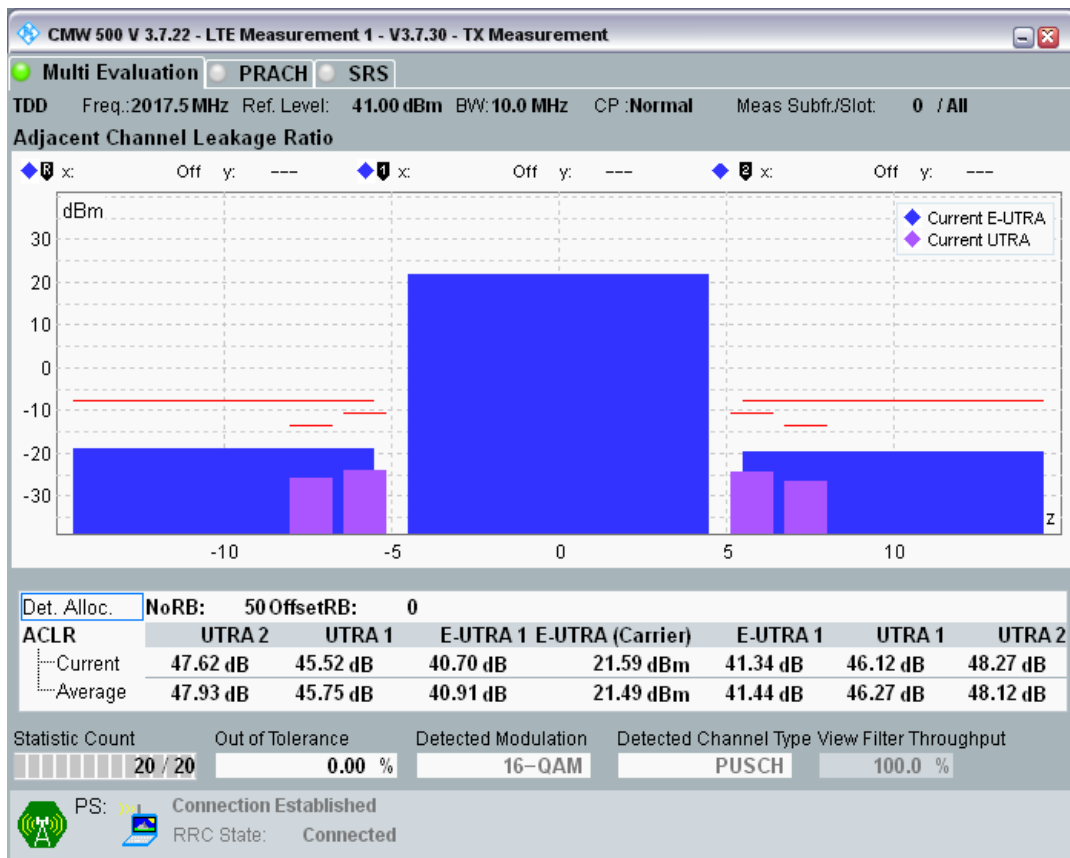 CMW 500 V 3.7.22 - LTE Measurement 1 - V3.7.30 - TX Measurement
Multi Evaluation PRACH SRS
TDD Freq.:2017.5 MHz Ref. Level: 41.00 dBm BW:10.0 MHz CP :Normal Meas Subfr./Slot: 0 / All
Adjacent Channel Leakage Ratio
R x: Off y: --- 1 x: Off y: --- 2 x: Off y: ---
dBm
Current E-UTRA
Current UTRA
30
20
10
0
-10
-20
-30
z
-10 -5 0 5 10
Det. Alloc. NoRB: 50 OffsetRB: 0
ACLR UTRA 2 UTRA 1 E-UTRA 1 E-UTRA (Carrier) E-UTRA 1 UTRA 1 UTRA 2
Current 47.62 dB 45.52 dB 40.70 dB 21.59 dBm 41.34 dB 46.12 dB 48.27 dB
Average 47.93 dB 45.75 dB 40.91 dB 21.49 dBm 41.44 dB 46.27 dB 48.12 dB
Statistic Count Out of Tolerance Detected Modulation Detected Channel Type View Filter Throughput
20 / 20 0.00 % 16-QAM PUSCH 100.0 %
PS: Connection Established
RRC State: Connected